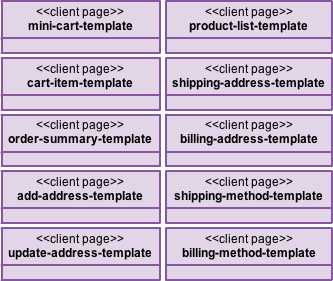 <<client page>>
mini-cart-template
<<client page>>
product-list-template
<<client page>>
cart-item-template
<<client page>>
shipping-address-template
<<client page>>
order-summary-template
<<client page>>
billing-address-template
<<client page>>
add-address-template
<<client page>>
shipping-method-template
<<client page>>
update-address-template
<<client page>>
billing-method-template